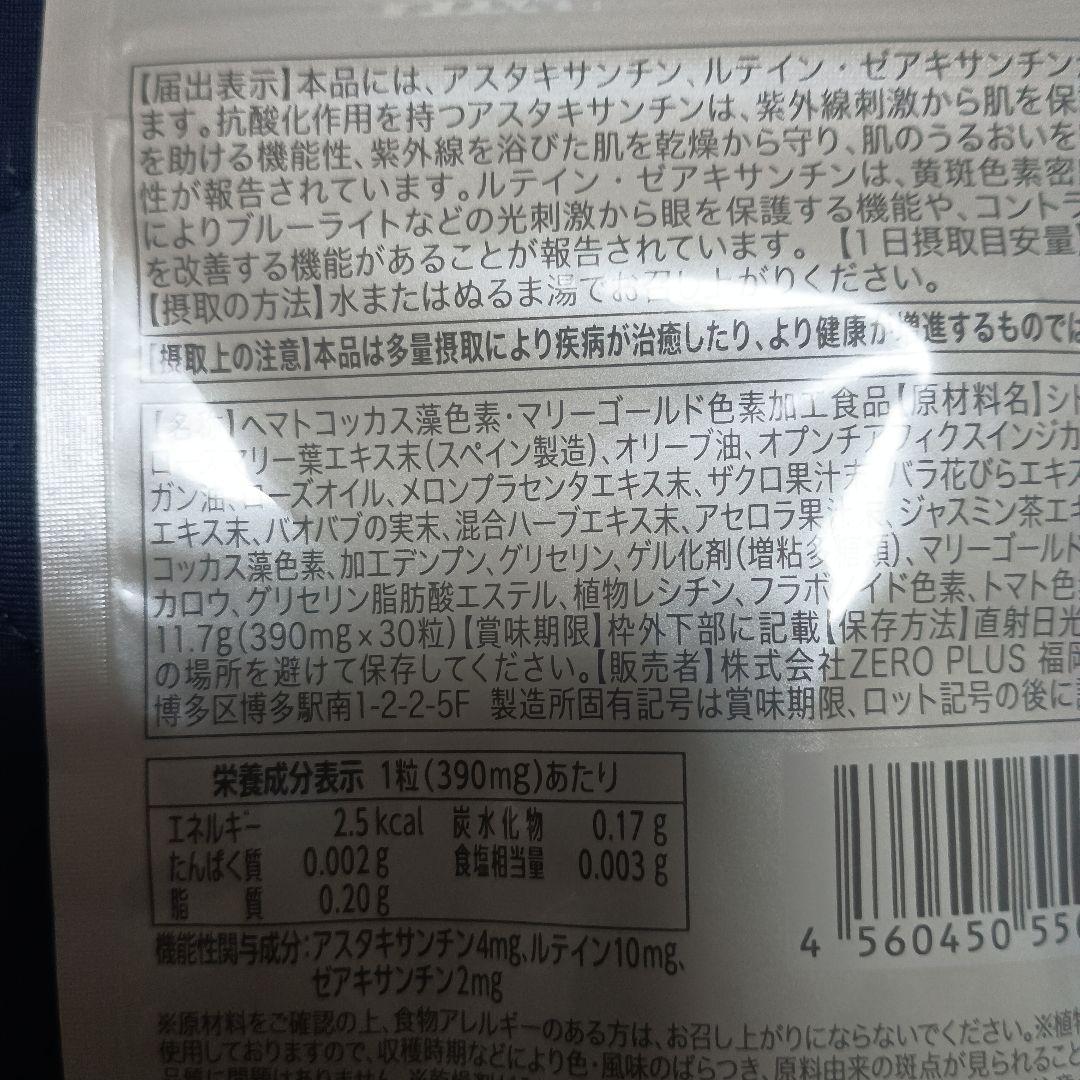 【届出表示】本品には、アスタキサンチン、ルテイン・ゼアキサンチン
ます。抗酸化作用を持つアスタキサンチンは、紫外線刺激から肌を保
を助ける機能性、紫外線を浴びた肌を乾燥から守り、肌のうるおいを
性が報告されています。ルテイン・ゼアキサンチンは、黄斑色素密
によりブルーライトなどの光刺激から眼を保護する機能や、コントラ
を改善する機能があることが報告されています。【1日摂取目安量】
【摂取の方法】水またはぬるま湯でお召し上がりください。
【摂取上の注意】本品は多量摂取により疾病が治癒したり、より健康が増進するものでは
【名称】ヘマトコッカス藻色素・マリーゴールド色素加工食品【原材料名】シ
ローズマリー葉エキス末(スペイン製造)、オリーブ油、オプンチアフィクスインジカ
ガン油、ローズオイル、メロンプラセンタエキス末、ザクロ果汁末、バラ花びらエキス
エキス末、バオバブの実末、混合ハーブエキス末、アセロラ果汁末、ジャスミン茶エキ
コッカス藻色素、加工デンプン、グリセリン、ゲル化剤(増粘多糖類)、マリーゴールド
カロウ、グリセリン脂肪酸エステル、植物レシチン、フラボノイド色素、トマト色
11.7g(390mg×30粒)【賞味期限】枠外下部に記載【保存方法】直射日光
の場所を避けて保存してください。【販売者】株式会社ZERO PLUS 福岡
博多区博多駅南1-2-2-5F 製造所固有記号は賞味期限、ロット記号の後に
栄養成分表示 1粒(390mg)あたり
エネルギー 2.5kcal 炭水化物 0.17g
たんぱく質 0.002g 食塩相当量 0.003g
脂質 0.20g
機能性関与成分:アスタキサンチン4mg、ルテイン10mg、
ゼアキサンチン2mg
4 560450 550
※原材料をご確認の上、食物アレルギーのある方は、お召し上がりにならないでください。※植物
使用しておりますので、収穫時期などにより色・風味のばらつき、原料由来の斑点が見られること
品質に問題はありません。